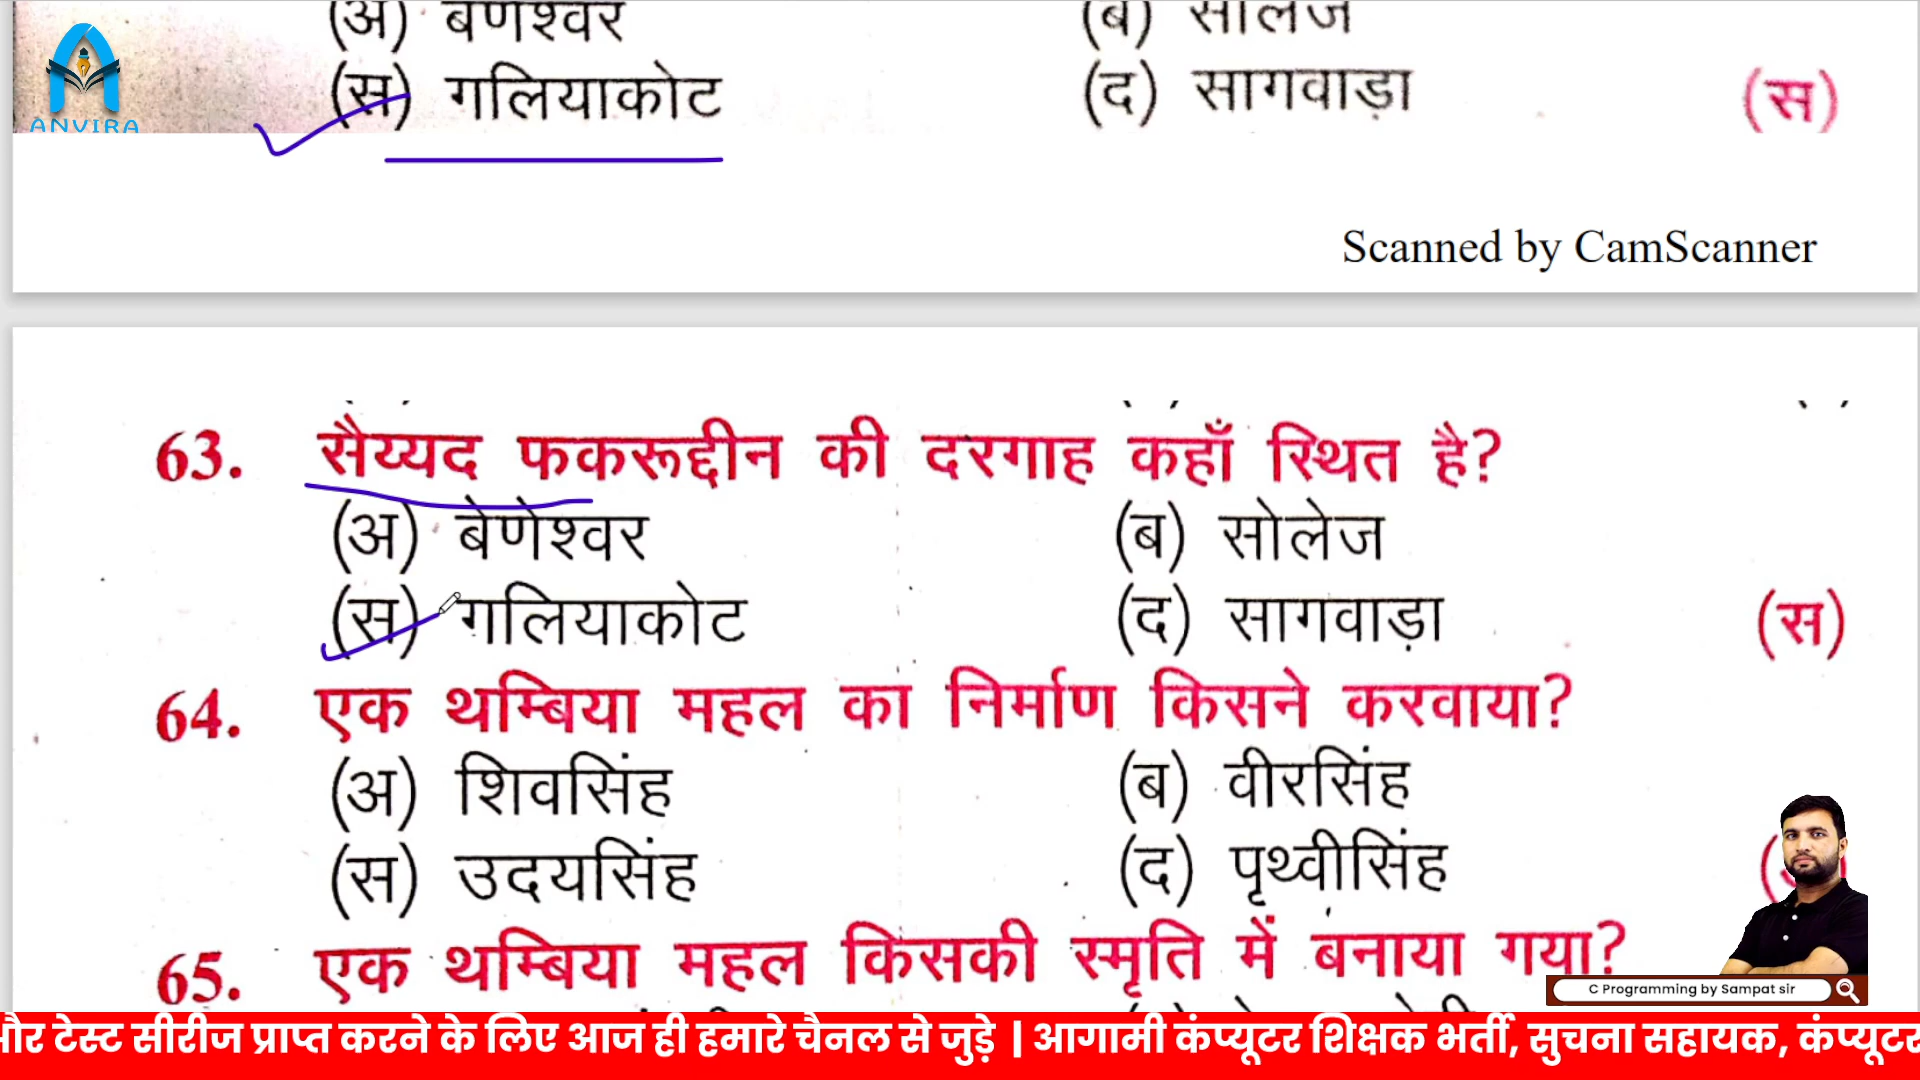 (अ) बेणेश्वर (ब) सोलेज
ANVIRA
(स) गलियाकोट (द) सागवाड़ा (स)
Scanned by CamScanner
63. सैय्यद फकरूद्दीन की दरगाह कहाँ स्थित है?
(अ) बेणेश्वर (ब) सोलेज
(स) गलियाकोट (द) सागवाड़ा (स)
64. एक थम्बिया महल का निर्माण किसने करवाया?
(अ) शिवसिंह (ब) वीरसिंह
(स) उदयसिंह (द) पृथ्वीसिंह
65. एक थम्बिया महल किसकी स्मृति में बनाया गया?
C Programming by Sampat sir
और टेस्ट सीरीज प्राप्त करने के लिए आज ही हमारे चैनल से जुड़े | आगामी कंप्यूटर शिक्षक भर्ती, सुचना सहायक, कंप्यूटर